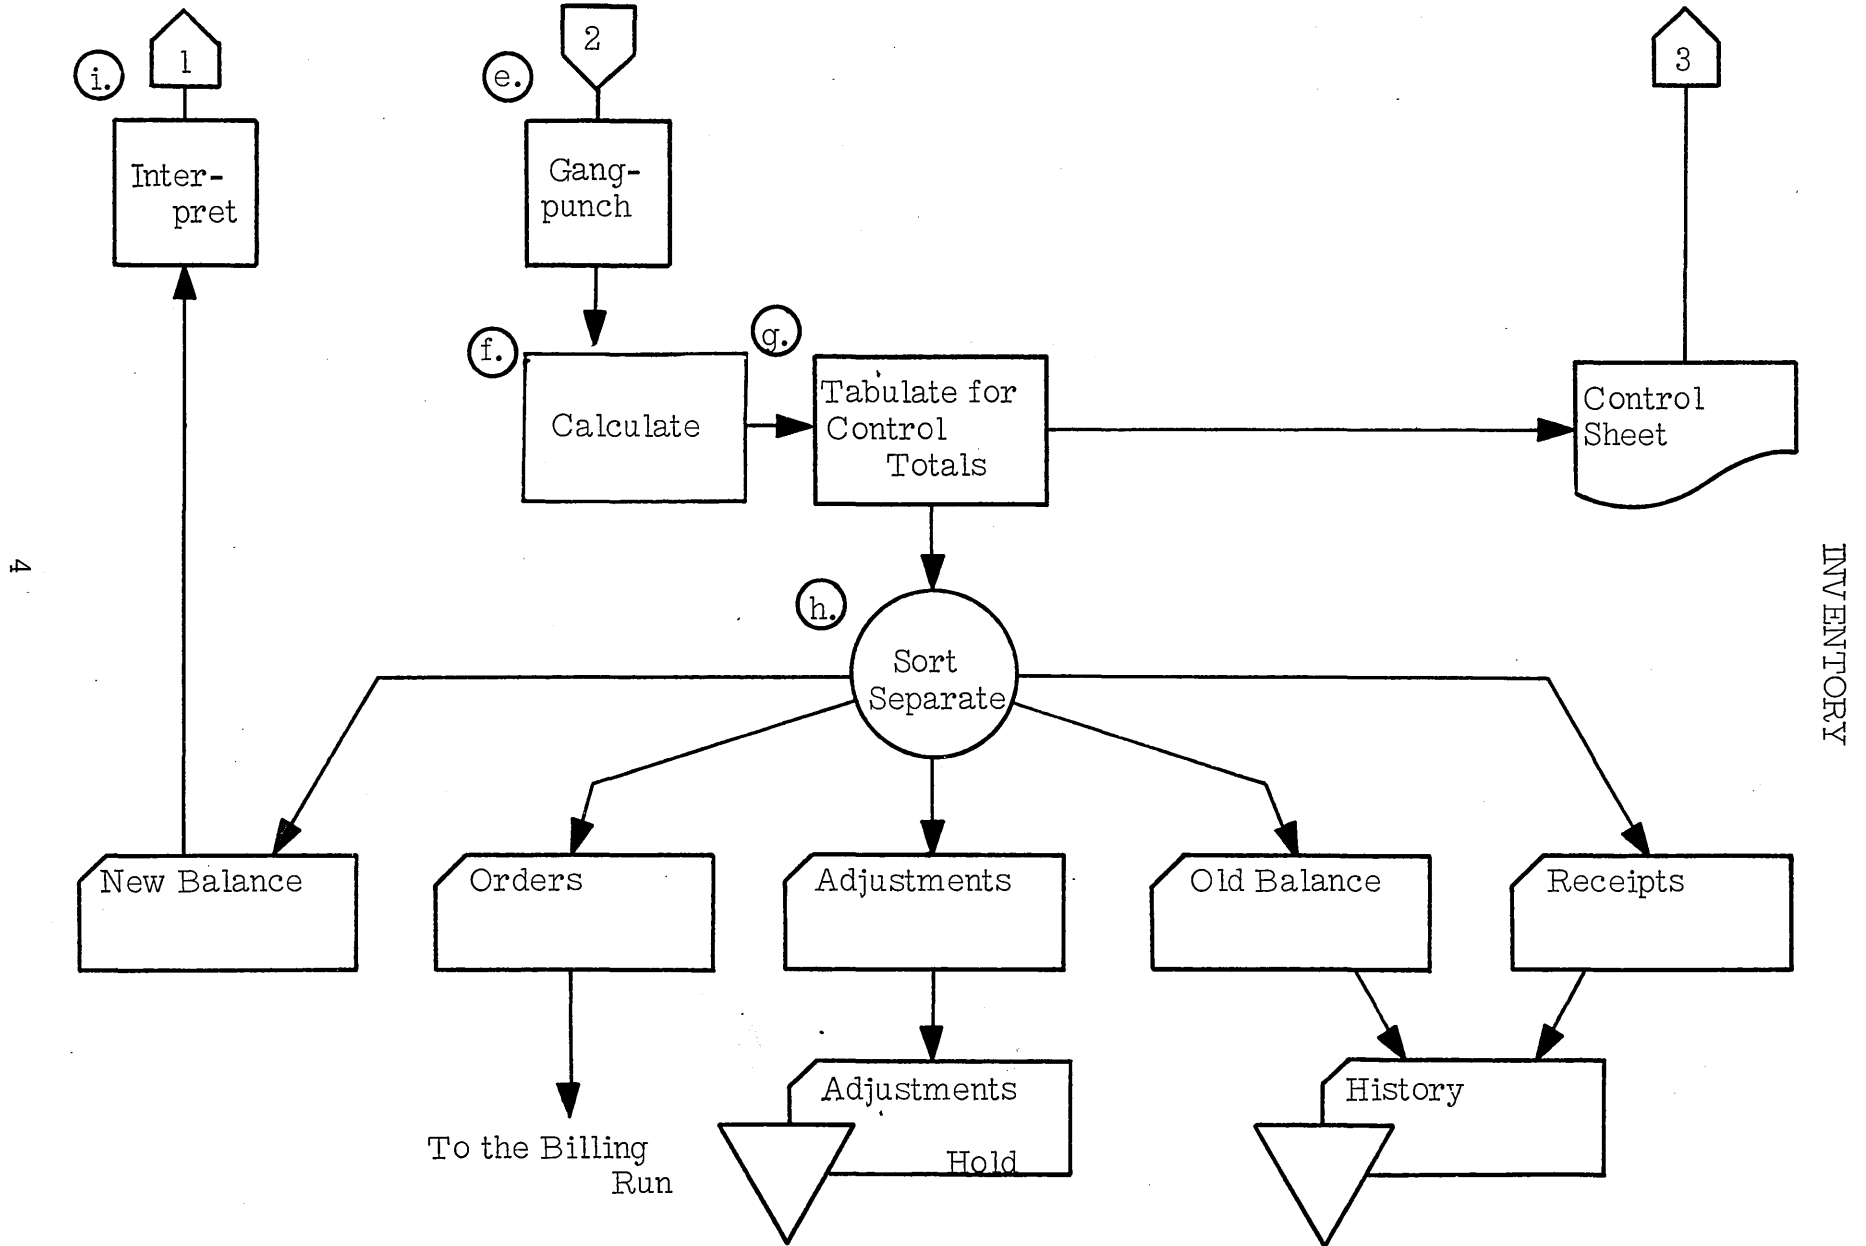 1
2
3
i.
e.
Inter-
pret
Gang-
punch
f.
g.
Calculate
Tabulate for
Control
Totals
Control
Sheet
4
INVENTORY
h.
Sort
Separate
New Balance
Orders
Adjustments
Old Balance
Receipts
Adjustments
Hold
History
To the Billing
Run